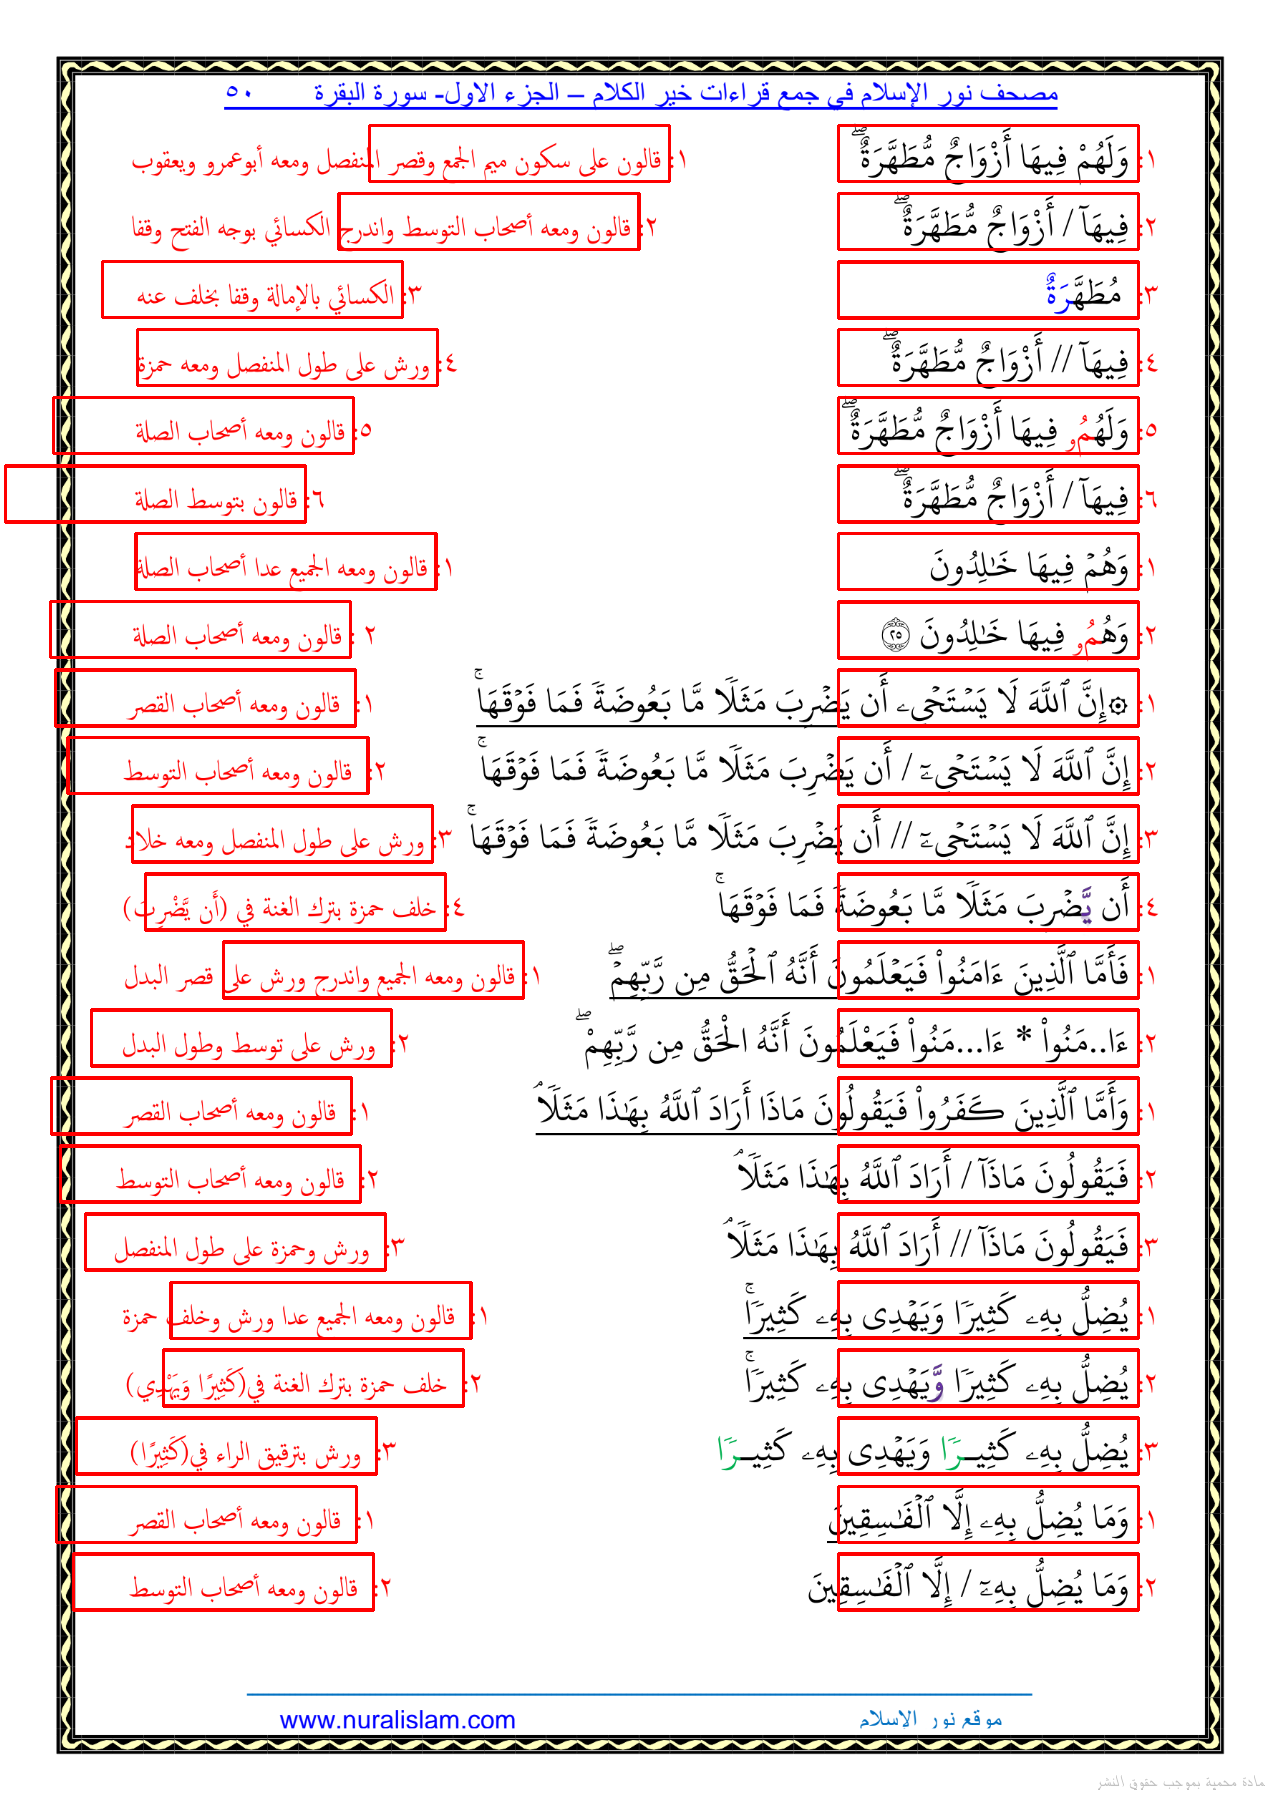 مصحف نور الإسلام في جمع قراءات خير الكلام – الجزء الاول- سورة البقرة ٥٠
١: وَلَهُمْ فِيهَا أَزْوَاجٌ مُّطَهَّرَةٌۖ ١: قالون على سكون ميم الجمع وقصر المنفصل ومعه أبوعمرو ويعقوب
٢: فِيهَآ / أَزْوَاجٌ مُّطَهَّرَةٌۖ ٢: قالون ومعه أصحاب التوسط واندرج الكسائي بوجه الفتح وقفا
٣: مُطَهَّرَةٌ ٣: الكسائي بالإمالة وقفا بخلف عنه
٤: فِيهَآ // أَزْوَاجٌ مُّطَهَّرَةٌۖ ٤: ورش على طول المنفصل ومعه حمزة
٥: وَلَهُمُۥ فِيهَا أَزْوَاجٌ مُّطَهَّرَةٌۖ ٥: قالون ومعه أصحاب الصلة
٦: فِيهَآ / أَزْوَاجٌ مُّطَهَّرَةٌۖ ٦: قالون بتوسط الصلة
١: وَهُمْ فِيهَا خَـٰلِدُونَ ١: قالون ومعه الجميع عدا أصحاب الصلة
٢: وَهُمُۥ فِيهَا خَـٰلِدُونَ ٢٥ ٢: قالون ومعه أصحاب الصلة
١: ۞إِنَّ ٱللَّهَ لَا يَسْتَحْىِۦ أَن يَضْرِبَ مَثَلًا مَّا بَعُوضَةً فَمَا فَوْقَهَاۚ ١: قالون ومعه أصحاب القصر
٢: إِنَّ ٱللَّهَ لَا يَسْتَحْىِۦٓ / أَن يَضْرِبَ مَثَلًا مَّا بَعُوضَةً فَمَا فَوْقَهَاۚ ٢: قالون ومعه أصحاب التوسط
٣: إِنَّ ٱللَّهَ لَا يَسْتَحْىِۦٓ // أَن يَضْرِبَ مَثَلًا مَّا بَعُوضَةً فَمَا فَوْقَهَاۚ ٣: ورش على طول المنفصل ومعه خلاد
٤: أَن يَّضْرِبَ مَثَلًا مَّا بَعُوضَةً فَمَا فَوْقَهَاۚ ٤: خلف حمزة بترك الغنة في (أَن يَّضْرِبَ)
١: فَأَمَّا ٱلَّذِينَ ءَامَنُوا۟ فَيَعْلَمُونَ أَنَّهُ ٱلْحَقُّ مِن رَّبِّهِمْۖ ١: قالون ومعه الجميع واندرج ورش على قصر البدل
٢: ءَا..مَنُوا۟ * ءَا...مَنُوا۟ فَيَعْلَمُونَ أَنَّهُ الْحَقُّ مِن رَّبِّهِمْۖ ٢: ورش على توسط وطول البدل
١: وَأَمَّا ٱلَّذِينَ كَفَرُوا۟ فَيَقُولُونَ مَاذَا أَرَادَ ٱللَّهُ بِهَـٰذَا مَثَلًاۘ ١: قالون ومعه أصحاب القصر
٢: فَيَقُولُونَ مَاذَآ / أَرَادَ ٱللَّهُ بِهَـٰذَا مَثَلًاۘ ٢: قالون ومعه أصحاب التوسط
٣: فَيَقُولُونَ مَاذَآ // أَرَادَ ٱللَّهُ بِهَـٰذَا مَثَلًاۘ ٣: ورش وحمزة على طول المنفصل
١: يُضِلُّ بِهِۦ كَثِيرًا وَيَهْدِى بِهِۦ كَثِيرًاۚ ١: قالون ومعه الجميع عدا ورش وخلف حمزة
٢: يُضِلُّ بِهِۦ كَثِيرًا وَّيَهْدِى بِهِۦ كَثِيرًاۚ ٢: خلف حمزة بترك الغنة في(كَثِيرًا وَيَهْدِي)
٣: يُضِلُّ بِهِۦ كَثِيـرًا وَيَهْدِى بِهِۦ كَثِيـرًا ٣: ورش بترقيق الراء في(كَثِيرًا)
١: وَمَا يُضِلُّ بِهِۦ إِلَّا ٱلْفَـٰسِقِينَ ١: قالون ومعه أصحاب القصر
٢: وَمَا يُضِلُّ بِهِۦٓ / إِلَّا ٱلْفَـٰسِقِينَ ٢: قالون ومعه أصحاب التوسط
موقع نور الإسلام www.nuralislam.com
مادة محمية بموجب حقوق النشر